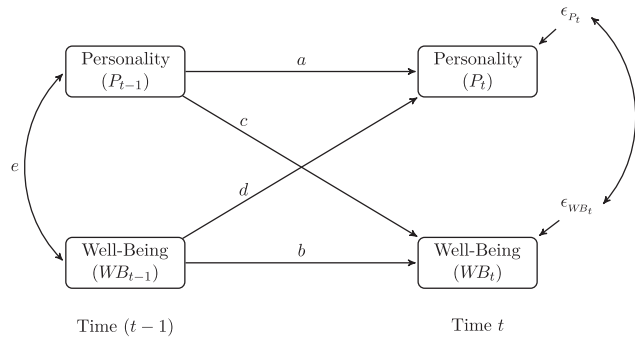 ϵ_{P_t}
Personality
(P_{t−1})
a
Personality
(P_t)
c
e
d
ϵ_{WB_t}
Well-Being
(WB_{t−1})
b
Well-Being
(WB_t)
Time (t − 1)
Time t